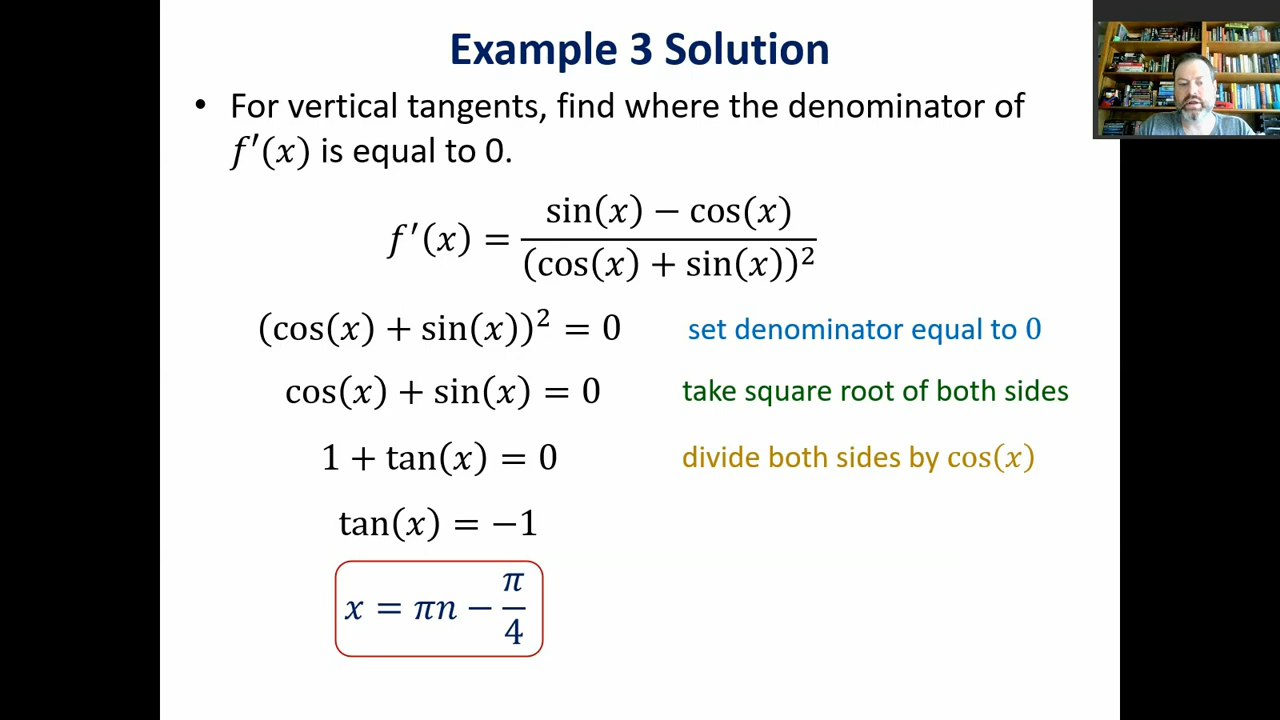 Example 3 Solution
• For vertical tangents, find where the denominator of
f′(x) is equal to 0.
f′(x) = \frac{sin(x) − cos(x)}{(cos(x) + sin(x))²}
(cos(x) + sin(x))² = 0 set denominator equal to 0
cos(x) + sin(x) = 0 take square root of both sides
1 + tan(x) = 0 divide both sides by cos(x)
tan(x) = −1
x = πn − \frac{π}{4}